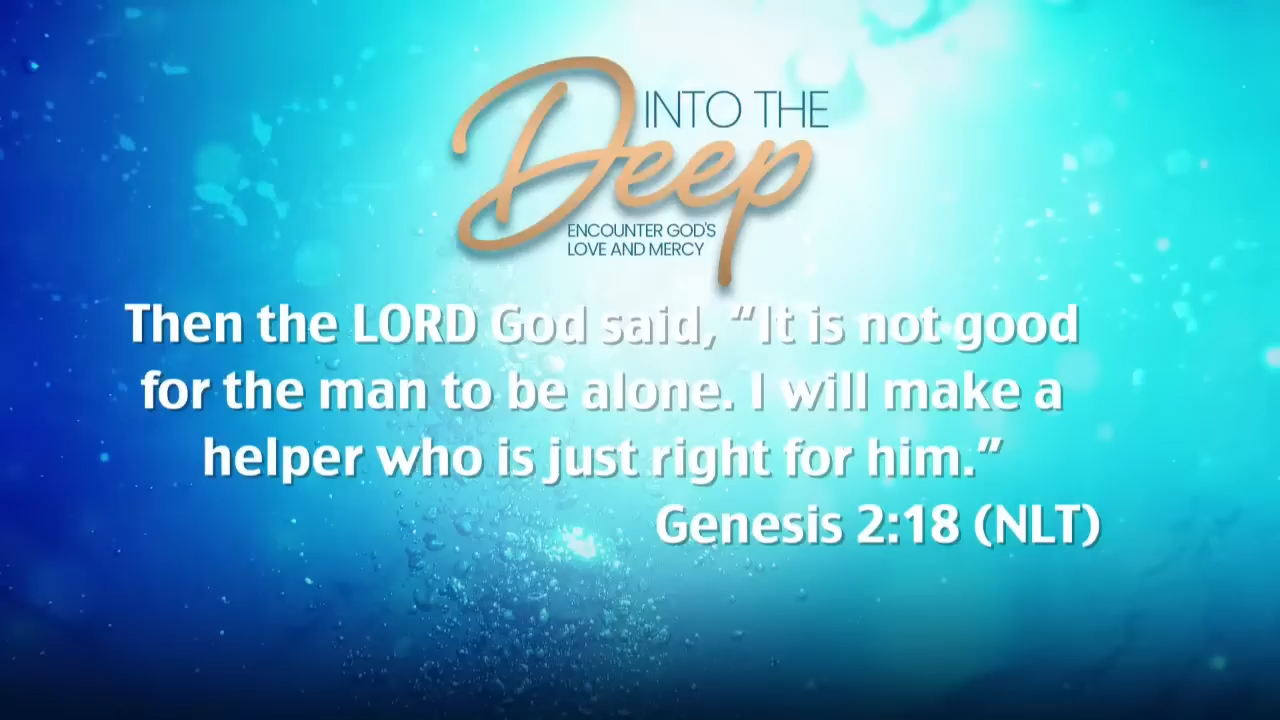 INTO THE
Deep
ENCOUNTER GOD'S
LOVE AND MERCY
Then the LORD God said, “It is not good
for the man to be alone. I will make a
helper who is just right for him.”
Genesis 2:18 (NLT)